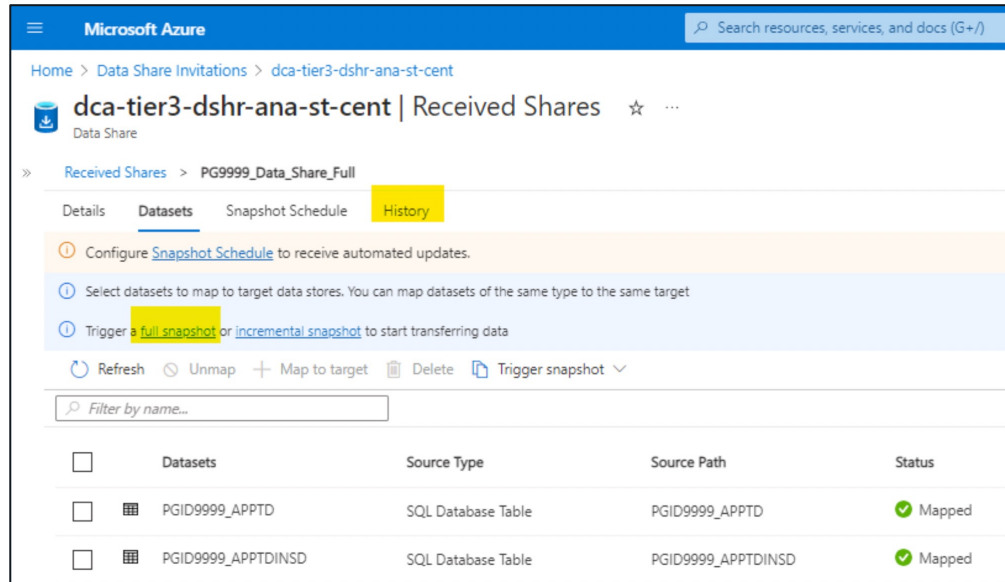 Microsoft Azure
Search resources, services, and docs (G+/)
Home > Data Share Invitations > dca-tier3-dshr-ana-st-cent
dca-tier3-dshr-ana-st-cent | Received Shares
Data Share
Received Shares > PG9999_Data_Share_Full
Details Datasets Snapshot Schedule History
Configure Snapshot Schedule to receive automated updates.
Select datasets to map to target data stores. You can map datasets of the same type to the same target
Trigger a full snapshot or incremental snapshot to start transferring data
Refresh Unmap Map to target Delete Trigger snapshot
Filter by name...
Datasets Source Type Source Path Status
PGID9999_APPTD SQL Database Table PGID9999_APPTD Mapped
PGID9999_APPTDINSD SQL Database Table PGID9999_APPTDINSD Mapped